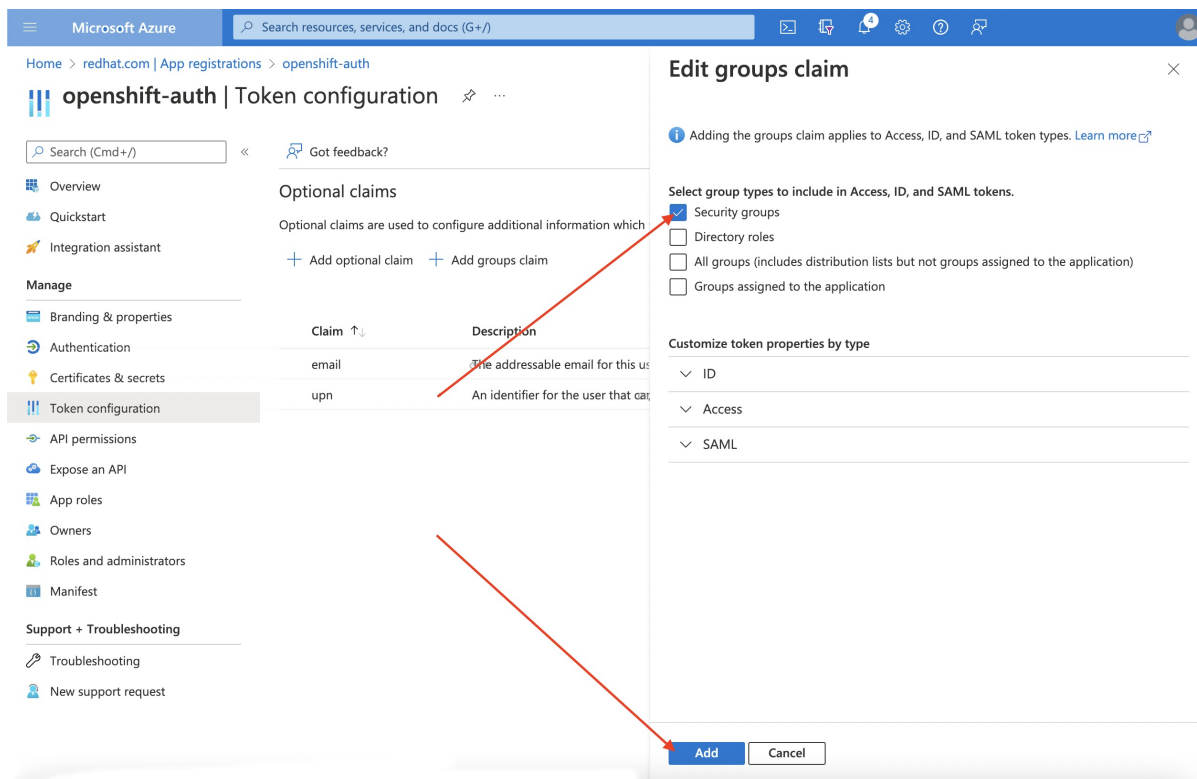 Microsoft Azure
Search resources, services, and docs (G+/)
4
Home > redhat.com | App registrations > openshift-auth
openshift-auth | Token configuration
Search (Cmd+/)
Overview
Quickstart
Integration assistant
Manage
Branding & properties
Authentication
Certificates & secrets
Token configuration
API permissions
Expose an API
App roles
Owners
Roles and administrators
Manifest
Support + Troubleshooting
Troubleshooting
New support request
Got feedback?
Optional claims
Optional claims are used to configure additional information which
Add optional claim
Add groups claim
Claim ↑↓ Description
email The addressable email for this us
upn An identifier for the user that can
Edit groups claim
Adding the groups claim applies to Access, ID, and SAML token types. Learn more
Select group types to include in Access, ID, and SAML tokens.
Security groups
Directory roles
All groups (includes distribution lists but not groups assigned to the application)
Groups assigned to the application
Customize token properties by type
ID
Access
SAML
Add
Cancel